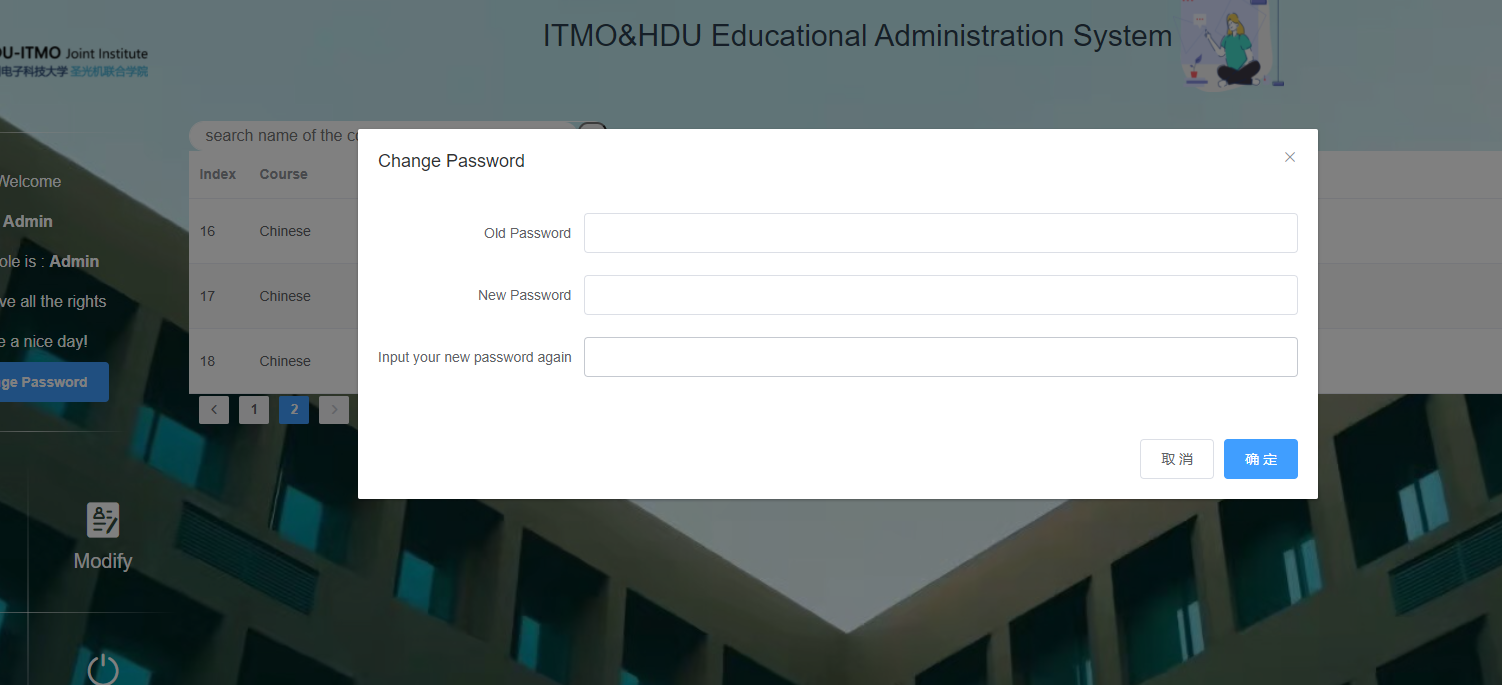 ITMO&HDU Educational Administration System
DU-ITMO Joint Institute
电子科技大学 圣光机联合学院
search name of the co
Welcome
Admin
ole is : Admin
ve all the rights
e a nice day!
ge Password
Index Course
16 Chinese
17 Chinese
18 Chinese
1 2
Change Password
Old Password
New Password
Input your new password again
取 消
确 定
Modify